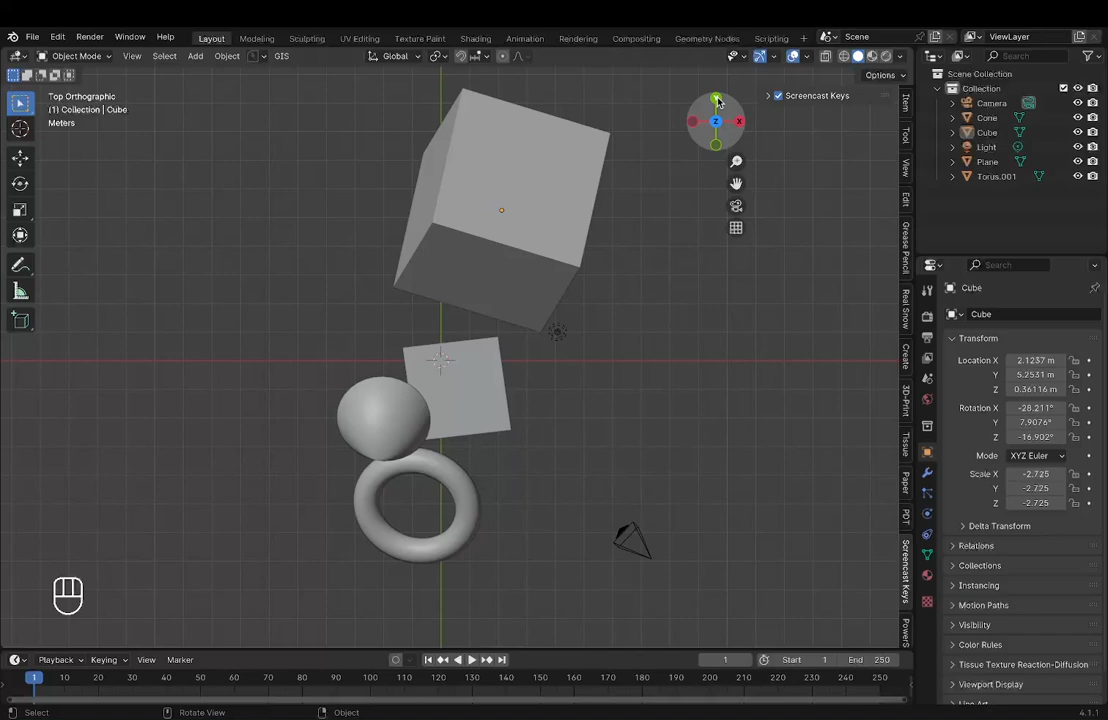 File Edit Render Window Help Layout Modeling Sculpting UV Editing Texture Paint Shading Animation Rendering Compositing Geometry Nodes Scripting + Scene ViewLayer
Object Mode View Select Add Object GIS Global Search
Options
Top Orthographic
(1) Collection | Cube
Meters
Screencast Keys
Y
Z
X
Item
Tool
View
Edit
Grease Pencil
Real Snow
Create
3D-Print
Tissue
Paper
PDT
Screencast Keys
PowerS
Scene Collection
Collection
Camera
Cone
Cube
Light
Plane
Torus.001
Search
Cube
Cube
Transform
Location X 2.1237 m
Y 5.2531 m
Z 0.36116 m
Rotation X -28.211°
Y 7.9076°
Z -16.902°
Mode XYZ Euler
Scale X -2.725
Y -2.725
Z -2.725
Delta Transform
Relations
Collections
Instancing
Motion Paths
Visibility
Color Rules
Tissue Texture Reaction-Diffusion
Viewport Display
Line Art
Playback Keying View Marker 1 Start 1 End 250
1 10 20 30 40 50 60 70 80 90 100 110 120 130 140 150 160 170 180 190 200 210 220 230 240 250
Select Rotate View Object 4.1.1